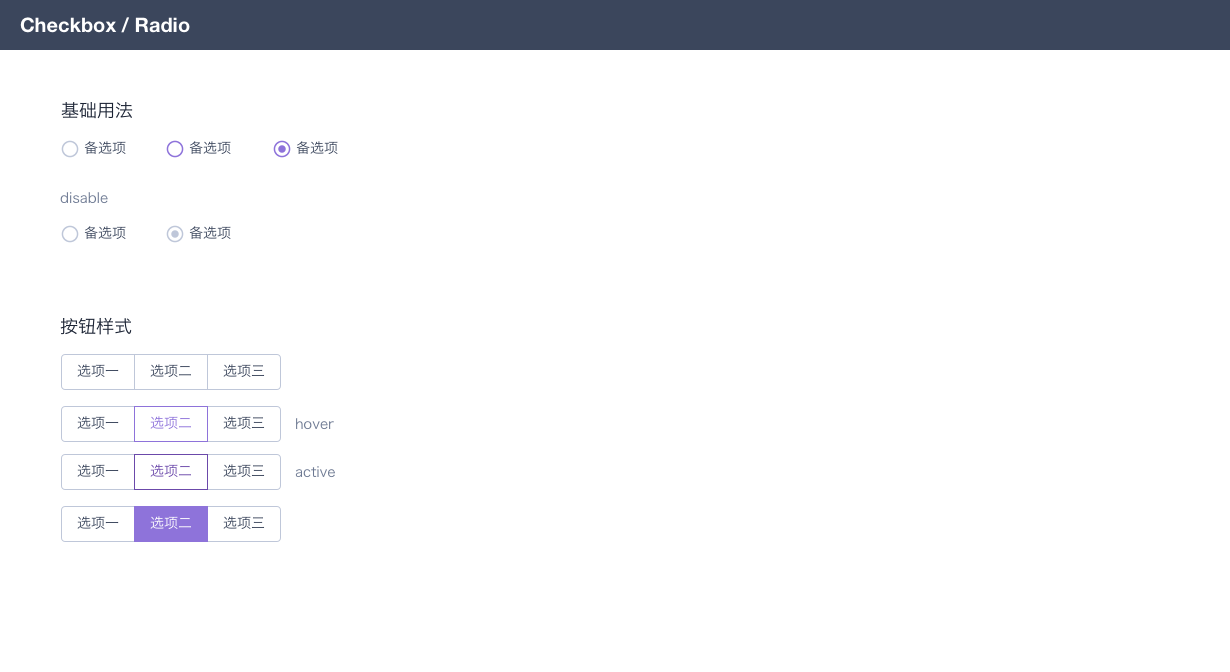 Checkbox / Radio
基础用法
备选项 备选项 备选项
disable
备选项 备选项
按钮样式
选项一 选项二 选项三
选项一 选项二 选项三 hover
选项一 选项二 选项三 active
选项一 选项二 选项三